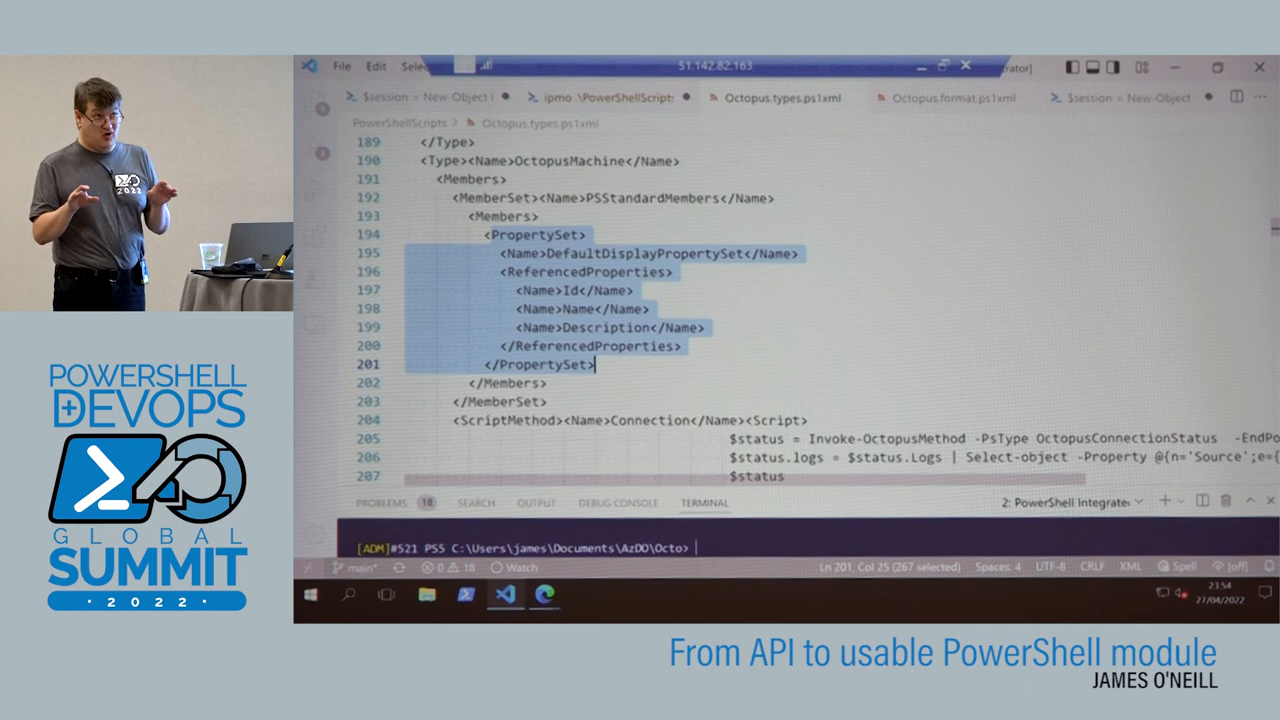 File Edit Sele
51.142.82.163
rator]
$session = New-Object I
ipmo .\PowerShellScript:
Octopus.types.ps1xml
Octopus.format.ps1xml
$session = New-Object
PowerShellScripts > Octopus.types.ps1xml
189 </Type>
190 <Type><Name>OctopusMachine</Name>
191 <Members>
192 <MemberSet><Name>PSStandardMembers</Name>
193 <Members>
194 <PropertySet>
195 <Name>DefaultDisplayPropertySet</Name>
196 <ReferencedProperties>
197 <Name>Id</Name>
198 <Name>Name</Name>
199 <Name>Description</Name>
200 </ReferencedProperties>
201 </PropertySet>
202 </Members>
203 </MemberSet>
204 <ScriptMethod><Name>Connection</Name><Script>
205 $status = Invoke-OctopusMethod -PsType OctopusConnectionStatus -EndPo
206 $status.logs = $status.Logs | Select-object -Property @{n='Source';e={
207 $status
PROBLEMS 18 SEARCH OUTPUT DEBUG CONSOLE TERMINAL
2: PowerShell Integrate
[ADM]#521 PS5 C:\Users\james\Documents\AzDO\Octo>
main* 0 18 Watch
Ln 201, Col 25 (267 selected) Spaces: 4 UTF-8 CRLF XML Spell [off]
23:54
27/04/2022
2022
POWERSHELL
+DEVOPS
GLOBAL
SUMMIT
· 2022 ·
From API to usable PowerShell module
JAMES O'NEILL